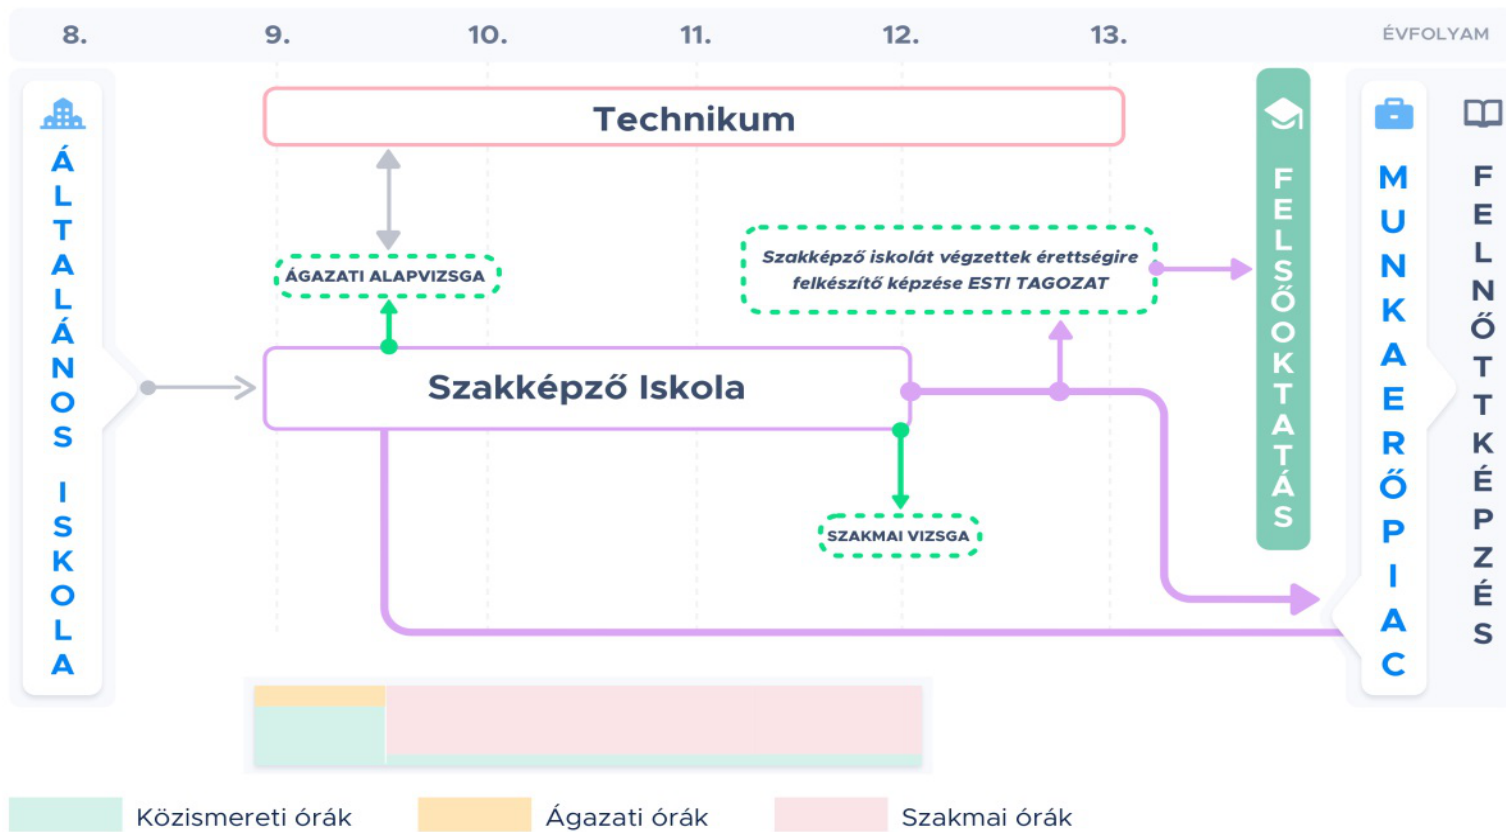 8. 9. 10. 11. 12. 13. ÉVFOLYAM
ÁLTALÁNOS ISKOLA
Technikum
ÁGAZATI ALAPVIZSGA
Szakképző iskolát végzettek érettségire
felkészítő képzése ESTI TAGOZAT
Szakképző Iskola
SZAKMAI VIZSGA
FELSŐOKTATÁS
MUNKAERŐPIAC
FELNŐTTKÉPZÉS
Közismereti órák
Ágazati órák
Szakmai órák